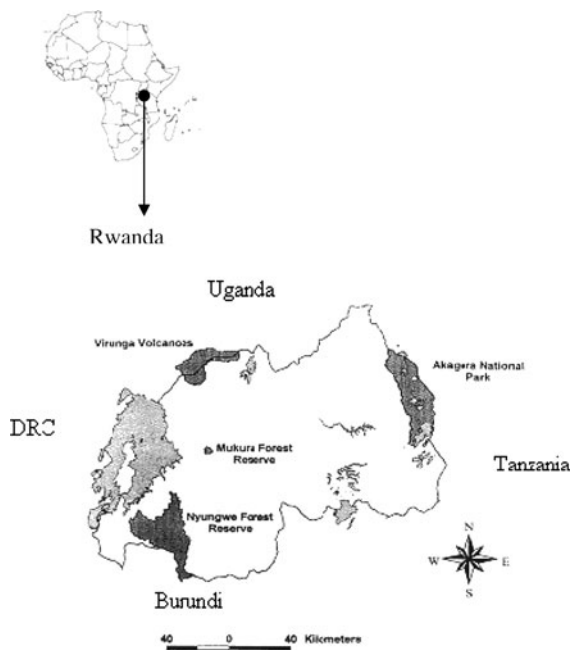 Rwanda
Uganda
Virunga Volcanoes
Akagera National
Park
DRC
Mukura Forest
Reserve
Tanzania
Nyungwe Forest
Reserve
N
W E
S
Burundi
40 0 40 Kilometers